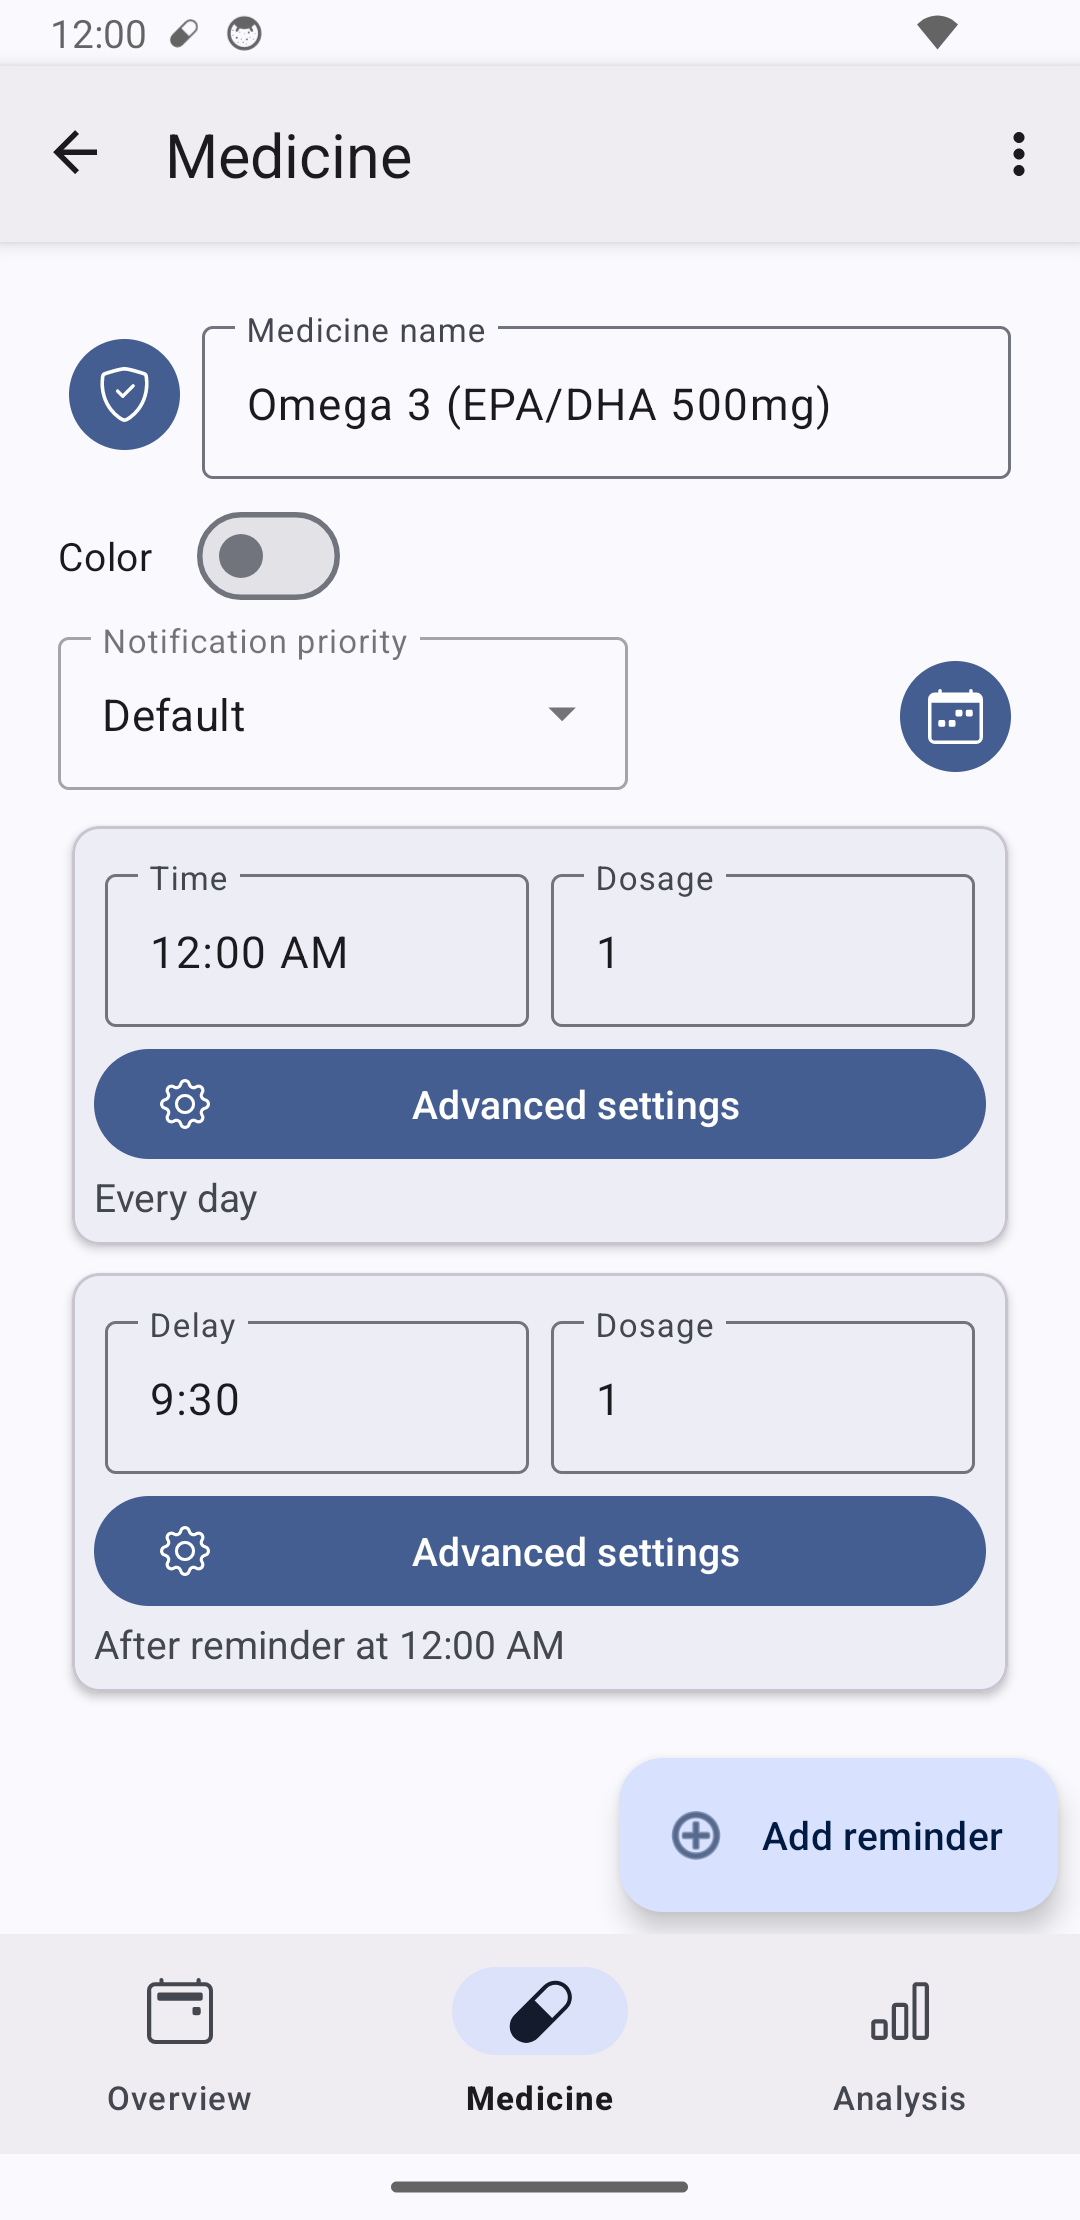 12:00
Medicine
Medicine name
Omega 3 (EPA/DHA 500mg)
Color
Notification priority
Default
Time
12:00 AM
Dosage
1
Advanced settings
Every day
Delay
9:30
Dosage
1
Advanced settings
After reminder at 12:00 AM
Add reminder
Overview
Medicine
Analysis